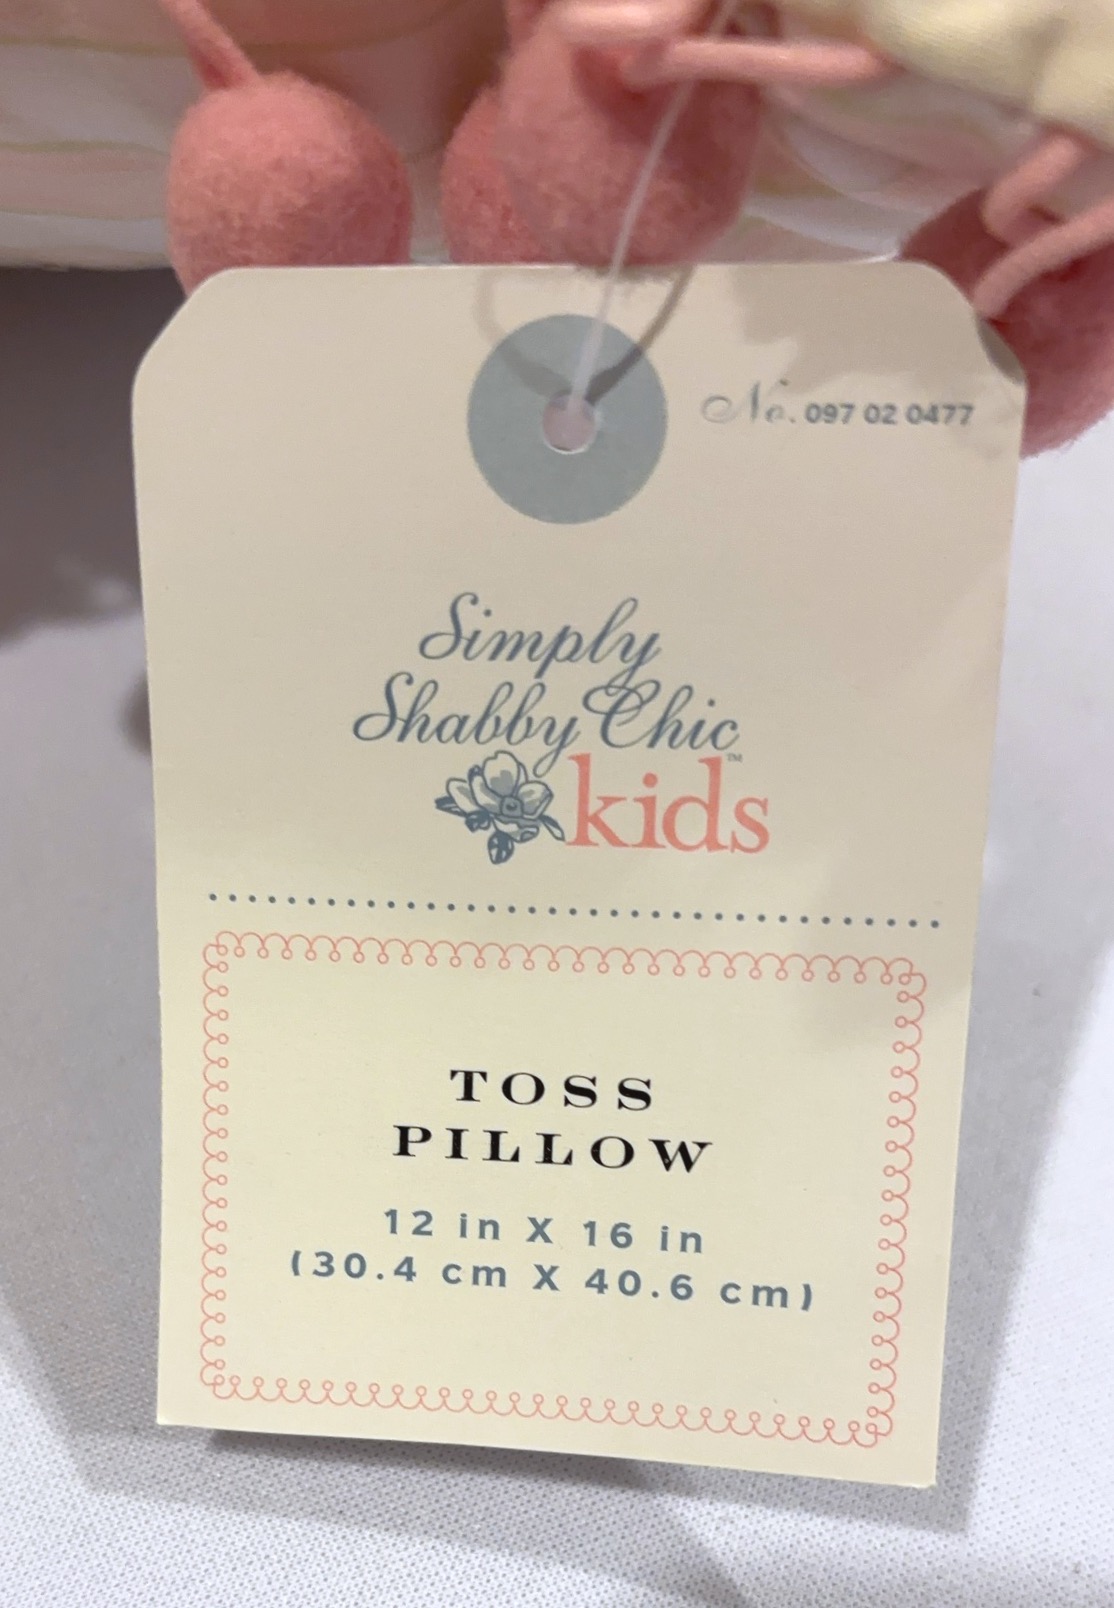 No. 097 02 0477
Simply
Shabby Chic™
kids
TOSS
PILLOW
12 in X 16 in
(30.4 cm X 40.6 cm)